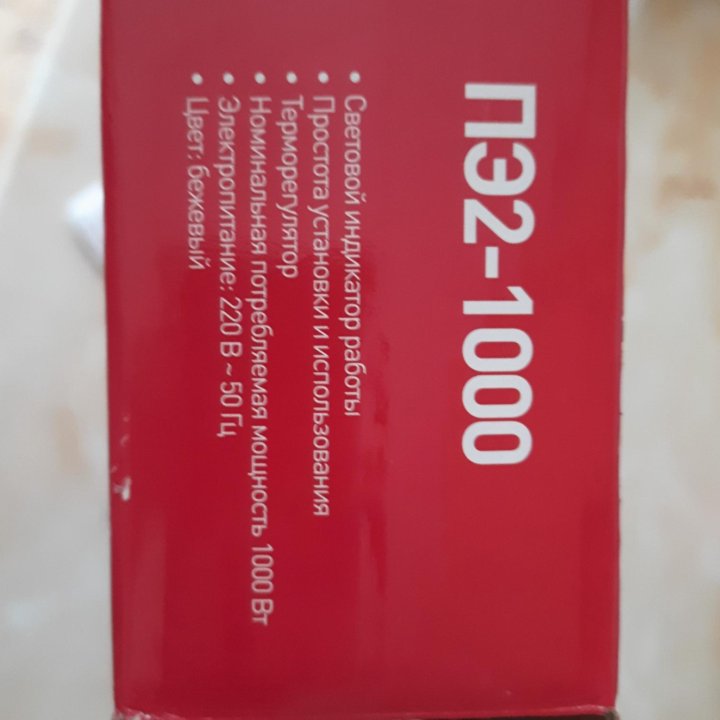 ПЭ2-1000
• Световой индикатор работы
• Простота установки и использования
• Терморегулятор
• Номинальная потребляемая мощность 1000 Вт
• Электропитание: 220 В ~ 50 Гц
• Цвет: бежевый